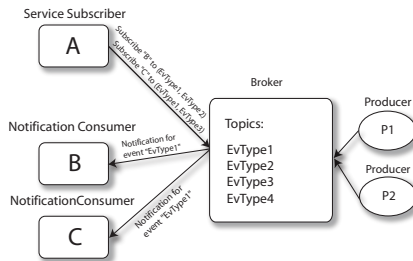 Service Subscriber
A
Subscribe "B" to (EvType1, EvType2)
Subscribe "C" to (EvType1, EvType3)
Broker
Topics:
EvType1
EvType2
EvType3
EvType4
Producer
P1
Producer
P2
Notification Consumer
B
Notification for
event "EvType1"
NotificationConsumer
C
Notification for
event "EvType1"